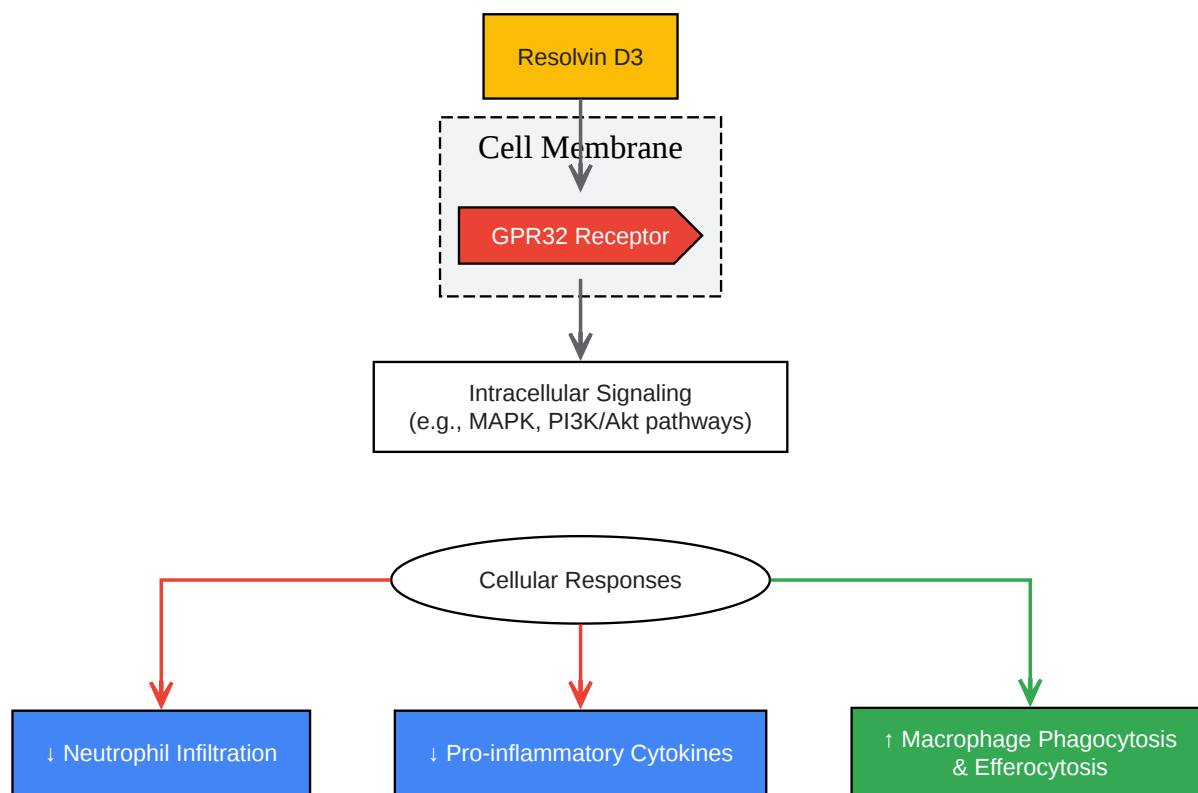 Resolvin D3
Cell Membrane
GPR32 Receptor
Intracellular Signaling
(e.g., MAPK, PI3K/Akt pathways)
Cellular Responses
↓ Neutrophil Infiltration
↓ Pro-inflammatory Cytokines
↑ Macrophage Phagocytosis
& Efferocytosis